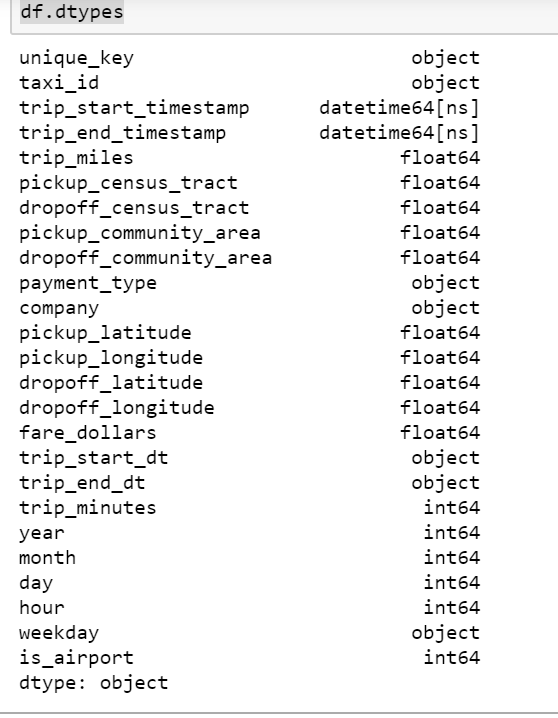 df.dtypes
unique_key object
taxi_id object
trip_start_timestamp datetime64[ns]
trip_end_timestamp datetime64[ns]
trip_miles float64
pickup_census_tract float64
dropoff_census_tract float64
pickup_community_area float64
dropoff_community_area float64
payment_type object
company object
pickup_latitude float64
pickup_longitude float64
dropoff_latitude float64
dropoff_longitude float64
fare_dollars float64
trip_start_dt object
trip_end_dt object
trip_minutes int64
year int64
month int64
day int64
hour int64
weekday object
is_airport int64
dtype: object